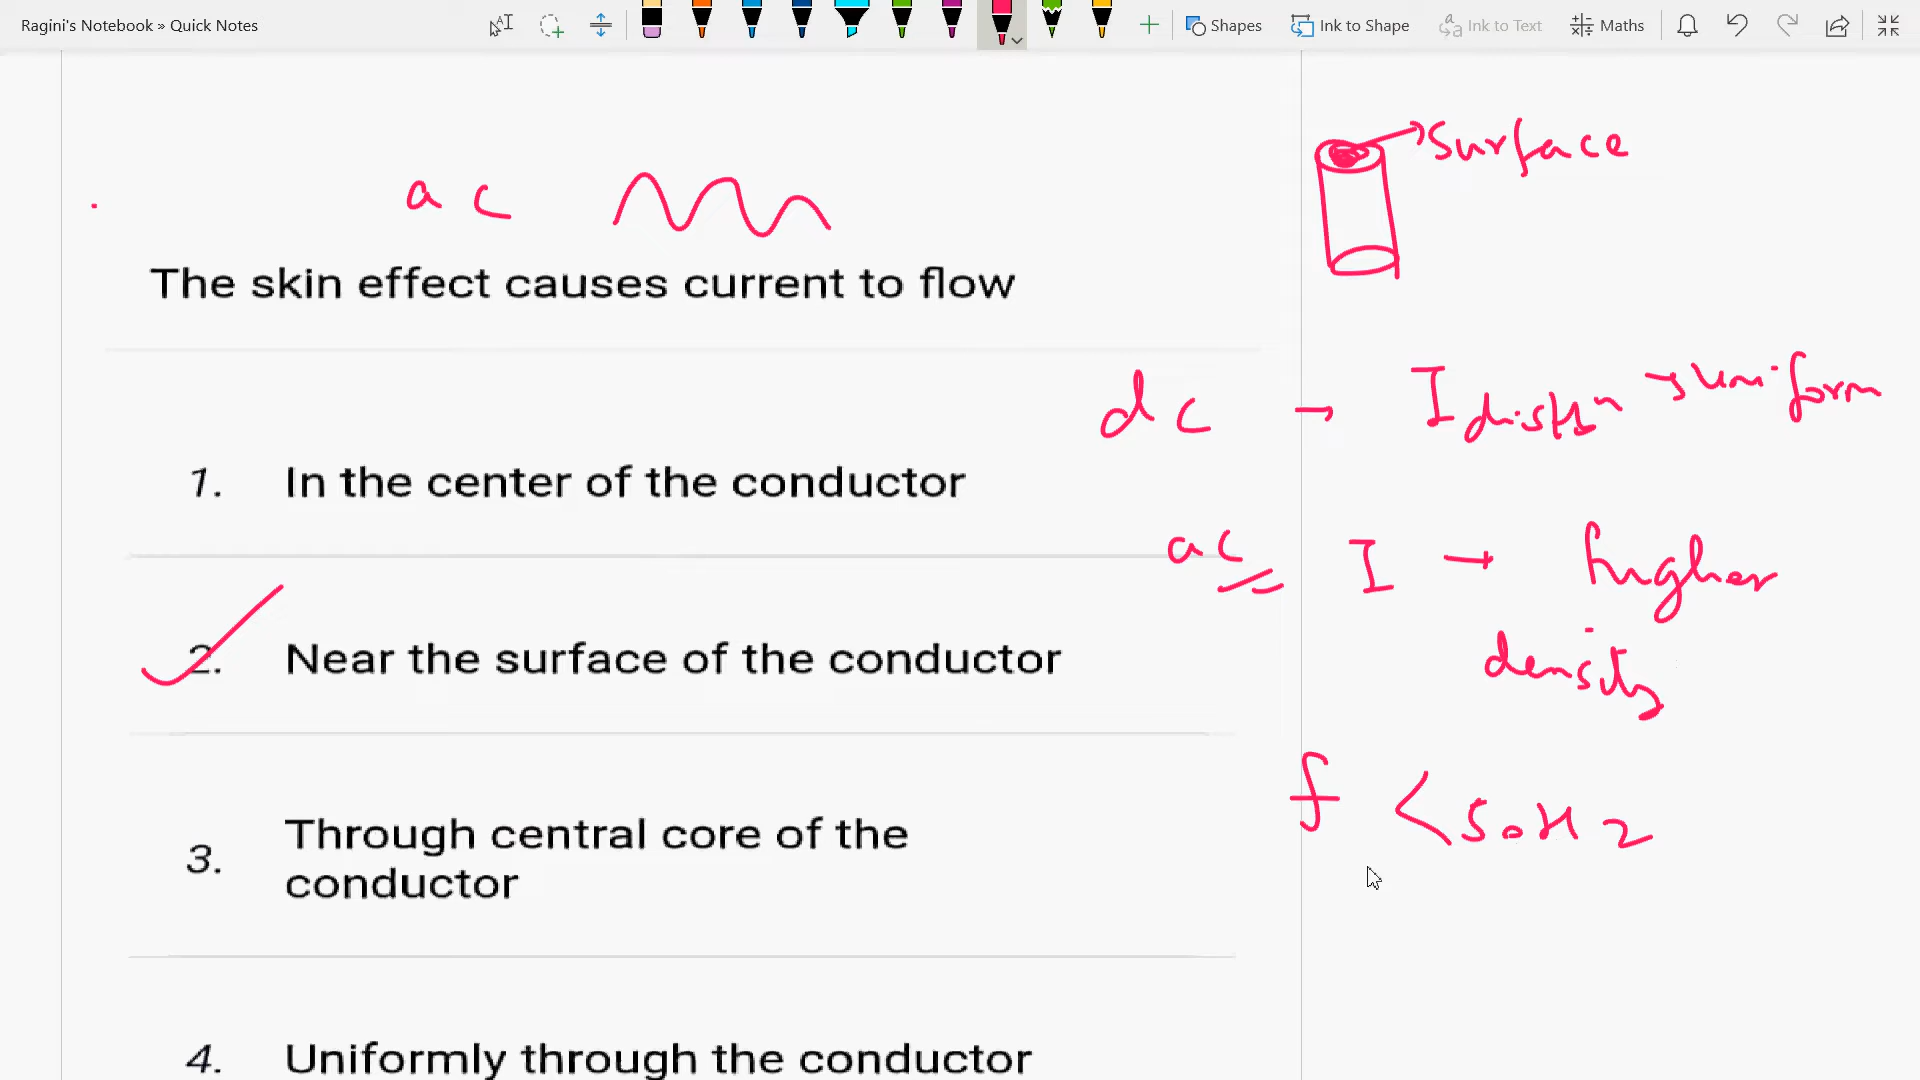 Ragini's Notebook » Quick Notes
Shapes
Ink to Shape
Ink to Text
Maths
surface
ac
The skin effect causes current to flow
dc → I distbn → uniform
1. In the center of the conductor
ac I → higher
density
2. Near the surface of the conductor
f < 50Hz
3. Through central core of the
conductor
4. Uniformly through the conductor